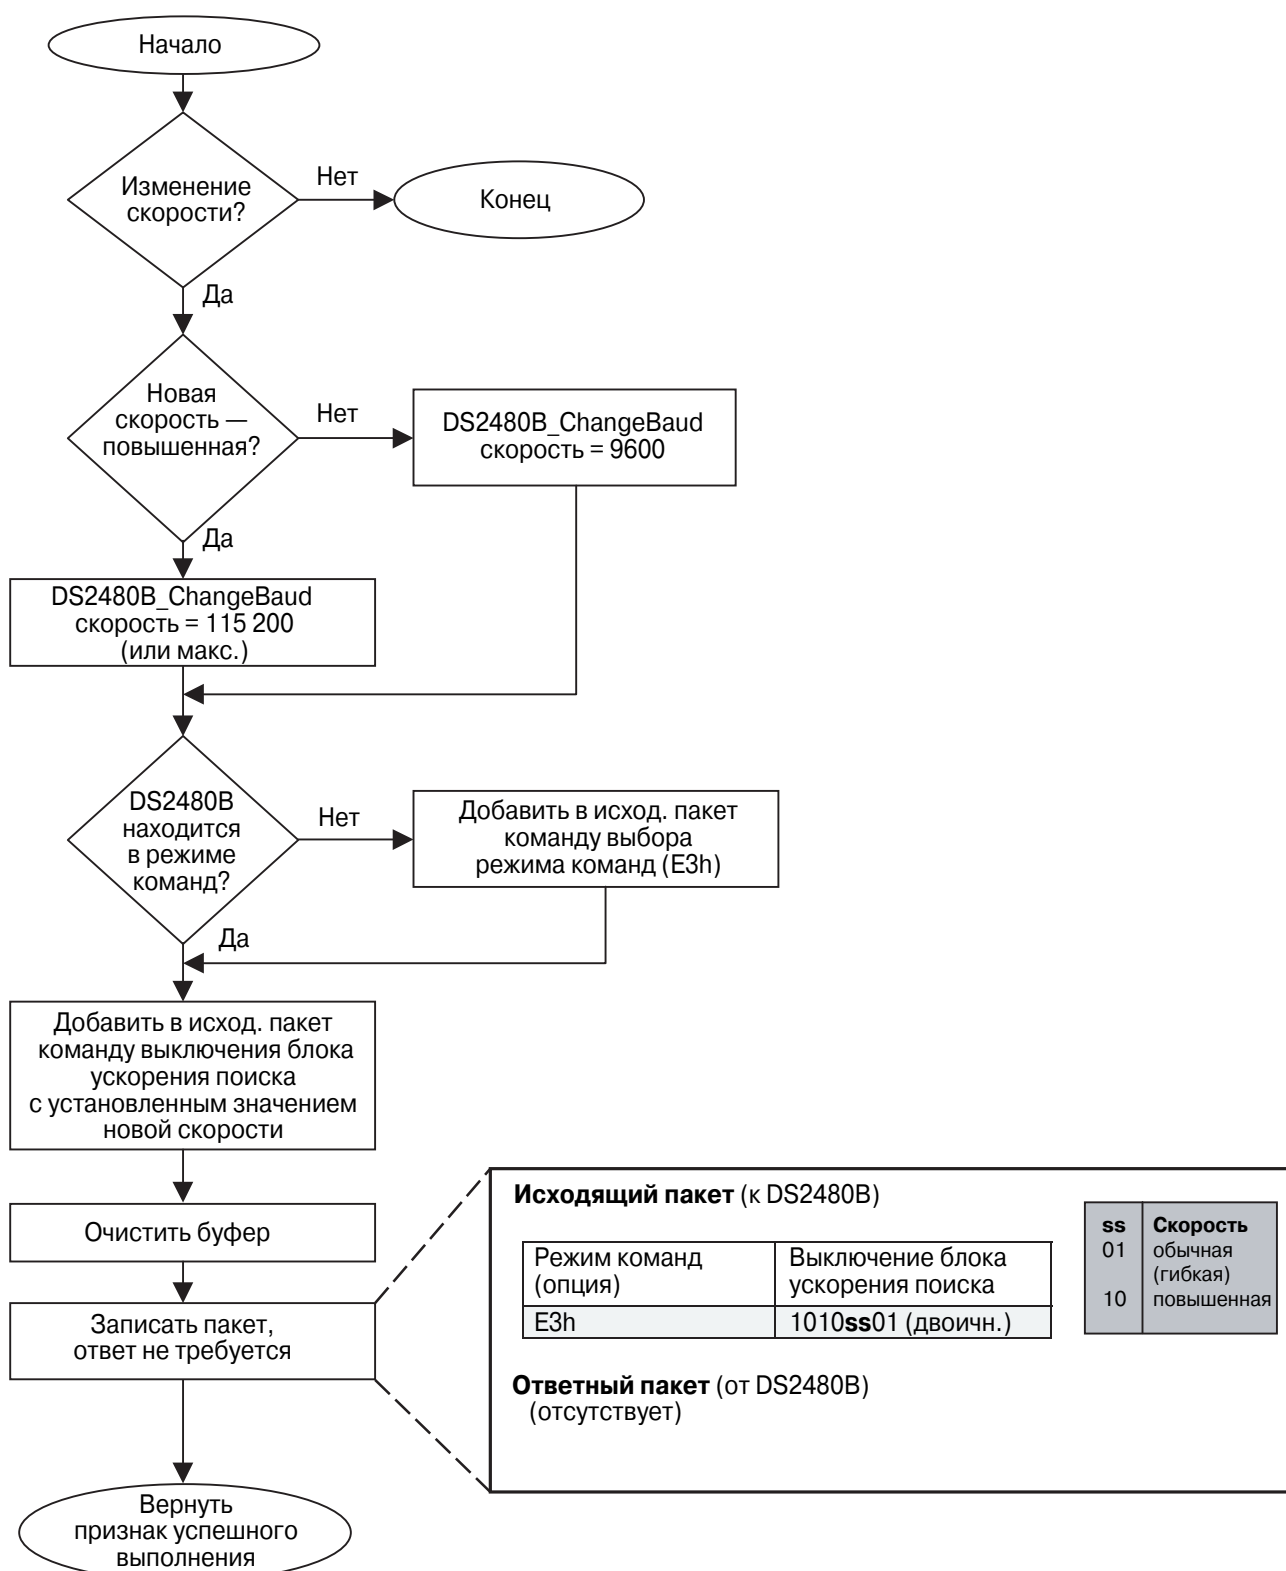 Начало
Изменение
скорости?
Нет
Конец
Да
Новая
скорость —
повышенная?
Нет
DS2480B_ChangeBaud
скорость = 9600
Да
DS2480B_ChangeBaud
скорость = 115 200
(или макс.)
DS2480B
находится
в режиме
команд?
Нет
Добавить в исход. пакет
команду выбора
режима команд (E3h)
Да
Добавить в исход. пакет
команду выключения блока
ускорения поиска
с установленным значением
новой скорости
Очистить буфер
Записать пакет,
ответ не требуется
Исходящий пакет (к DS2480B)
Режим команд
(опция)
Выключение блока
ускорения поиска
E3h
1010ss01 (двоичн.)
ss Скорость
01 обычная
(гибкая)
10 повышенная
Ответный пакет (от DS2480B)
(отсутствует)
Вернуть
признак успешного
выполнения